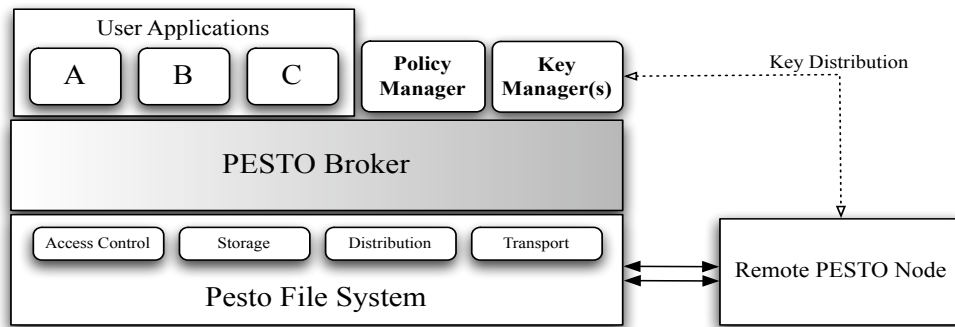 User Applications
A
B
C
Policy
Manager
Key
Manager(s)
Key Distribution
PESTO Broker
Access Control
Storage
Distribution
Transport
Pesto File System
Remote PESTO Node